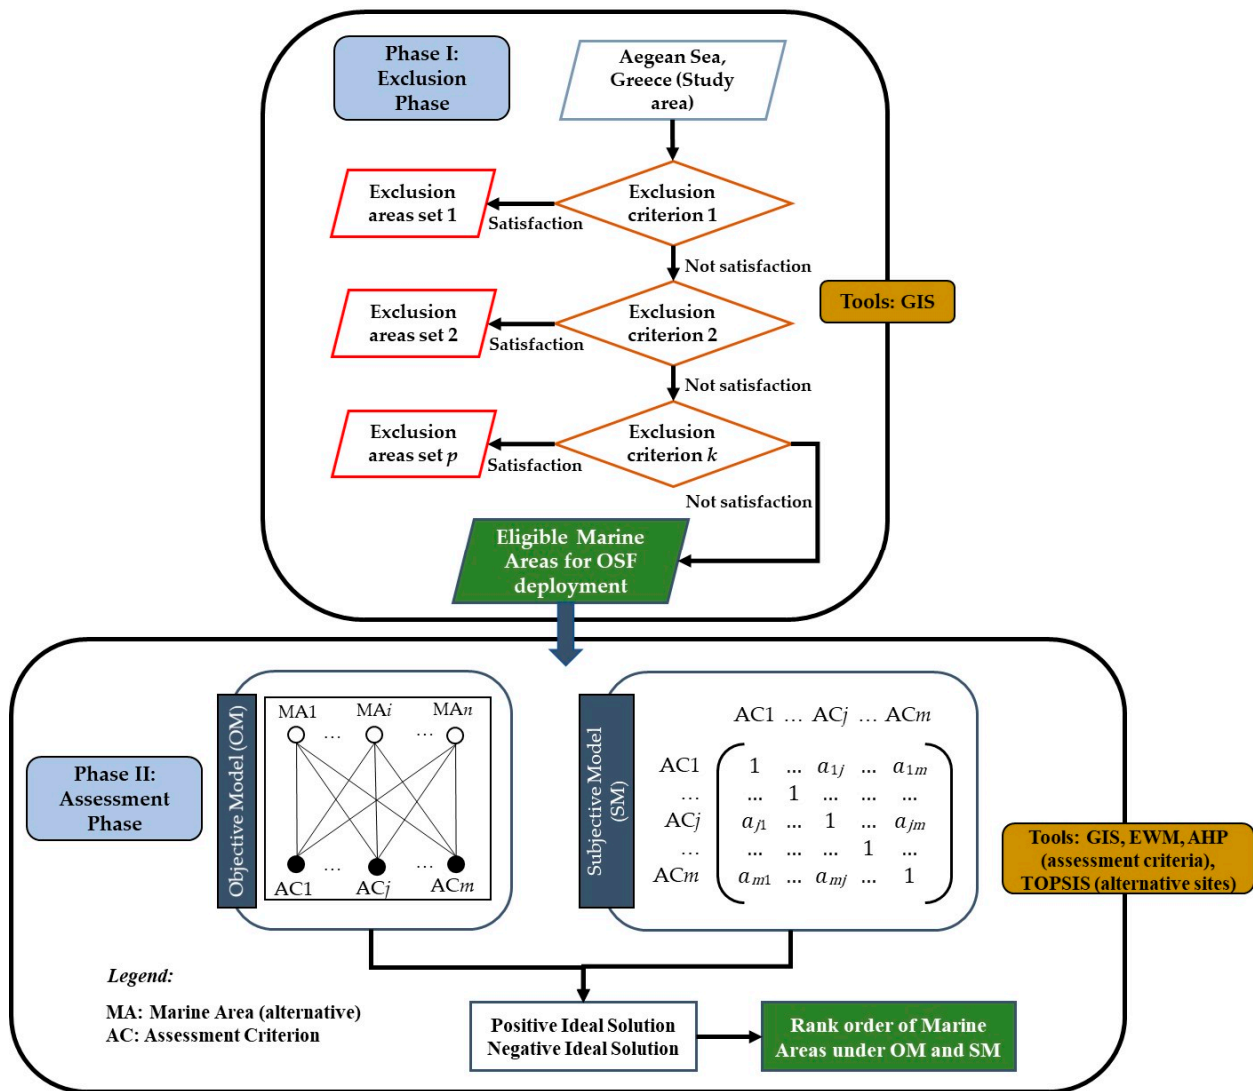 Phase I:
Exclusion
Phase
Aegean Sea,
Greece (Study
area)
Exclusion
areas set 1
Satisfaction
Exclusion
criterion 1
Not satisfaction
Exclusion
areas set 2
Satisfaction
Exclusion
criterion 2
Tools: GIS
Not satisfaction
Exclusion
areas set p
Satisfaction
Exclusion
criterion k
Not satisfaction
Eligible Marine
Areas for OSF
deployment
Phase II:
Assessment
Phase
Objective Model (OM)
MA1 ... MAi ... MAn
AC1 ... ACj ... ACm
Subjective Model
(SM)
AC1 ... ACj ... ACm
AC1 1 ... a1j ... a1m
... ... 1 ... ... ...
ACj aj1 ... 1 ... ajm
... ... ... ... 1 ...
ACm am1 ... amj ... 1
Tools: GIS, EWM, AHP
(assessment criteria),
TOPSIS (alternative sites)
Legend:
MA: Marine Area (alternative)
AC: Assessment Criterion
Positive Ideal Solution
Negative Ideal Solution
Rank order of Marine
Areas under OM and SM